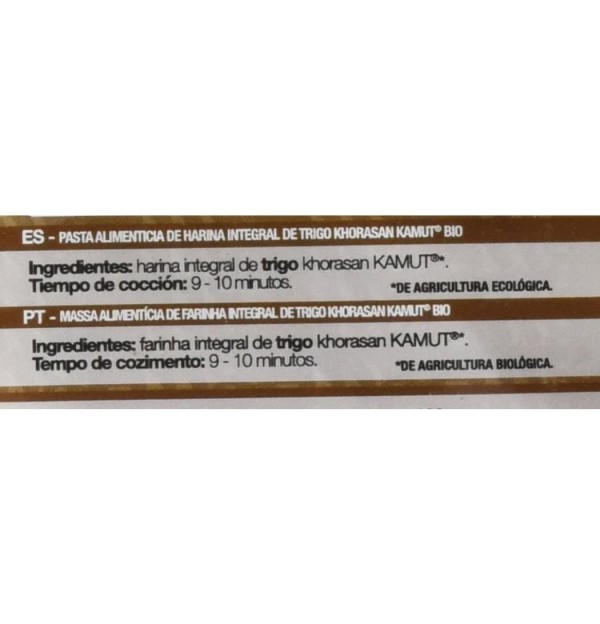 ES - PASTA ALIMENTICIA DE HARINA INTEGRAL DE TRIGO KHORASAN KAMUT® BIO
Ingredientes: harina integral de trigo khorasan KAMUT®*.
Tiempo de cocción: 9 - 10 minutos. *DE AGRICULTURA ECOLÓGICA.
PT - MASSA ALIMENTÍCIA DE FARINHA INTEGRAL DE TRIGO KHORASAN KAMUT® BIO
Ingredientes: farinha integral de trigo khorasan KAMUT®*.
Tempo de cozimento: 9 - 10 minutos. *DE AGRICULTURA BIOLÓGICA.